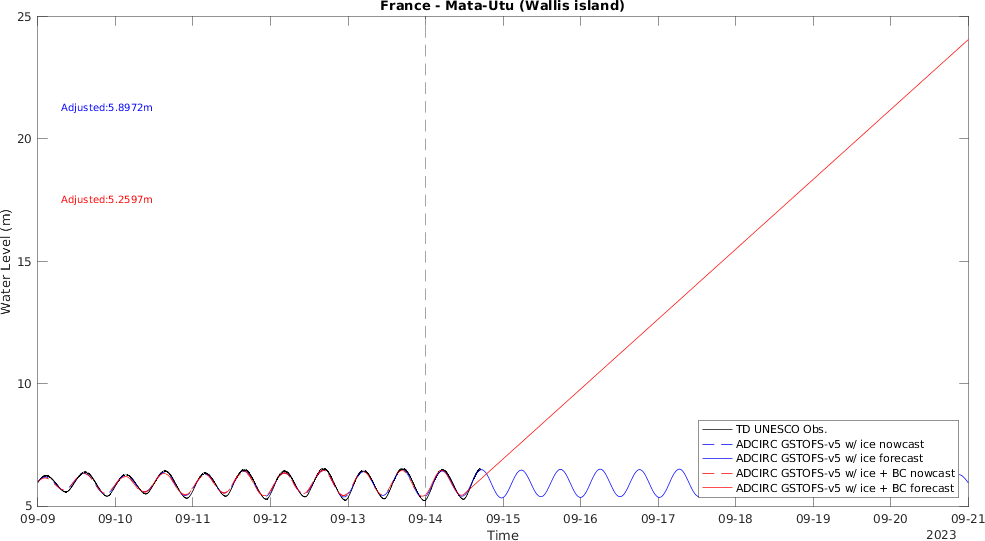 France - Mata-Utu (Wallis island)
25
20
15
10
5
Water Level (m)
Adjusted:5.8972m
Adjusted:5.2597m
TD UNESCO Obs.
ADCIRC GSTOFS-v5 w/ ice nowcast
ADCIRC GSTOFS-v5 w/ ice forecast
ADCIRC GSTOFS-v5 w/ ice + BC nowcast
ADCIRC GSTOFS-v5 w/ ice + BC forecast
09-09 09-10 09-11 09-12 09-13 09-14 09-15 09-16 09-17 09-18 09-19 09-20 09-21
Time
2023